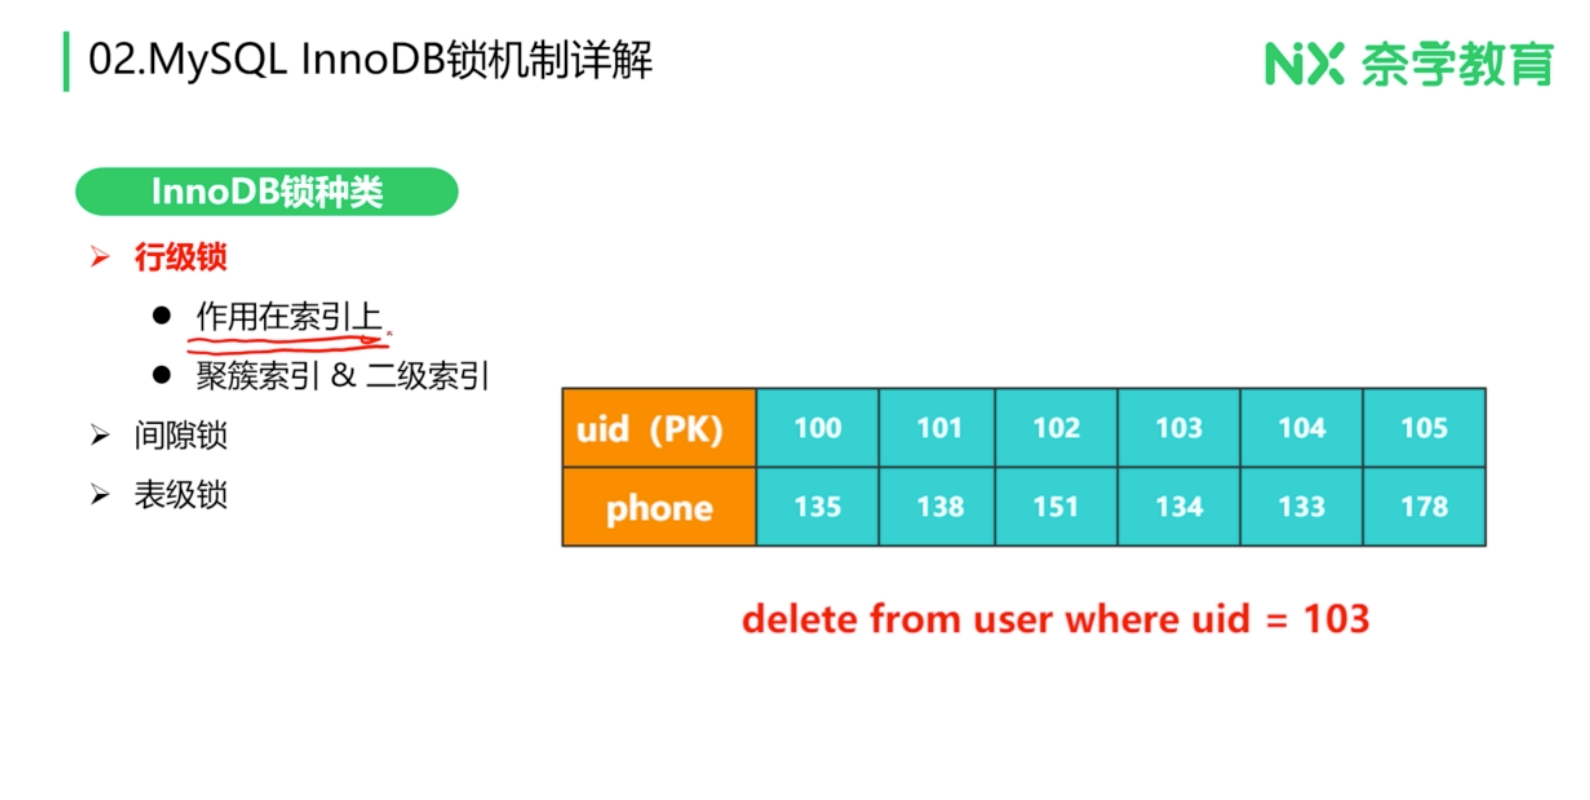 02.MySQL InnoDB锁机制详解
NiX 奈学教育
InnoDB锁种类
行级锁
作用在索引上
聚簇索引 & 二级索引
间隙锁
表级锁
uid（PK） 100 101 102 103 104 105
phone 135 138 151 134 133 178
delete from user where uid = 103